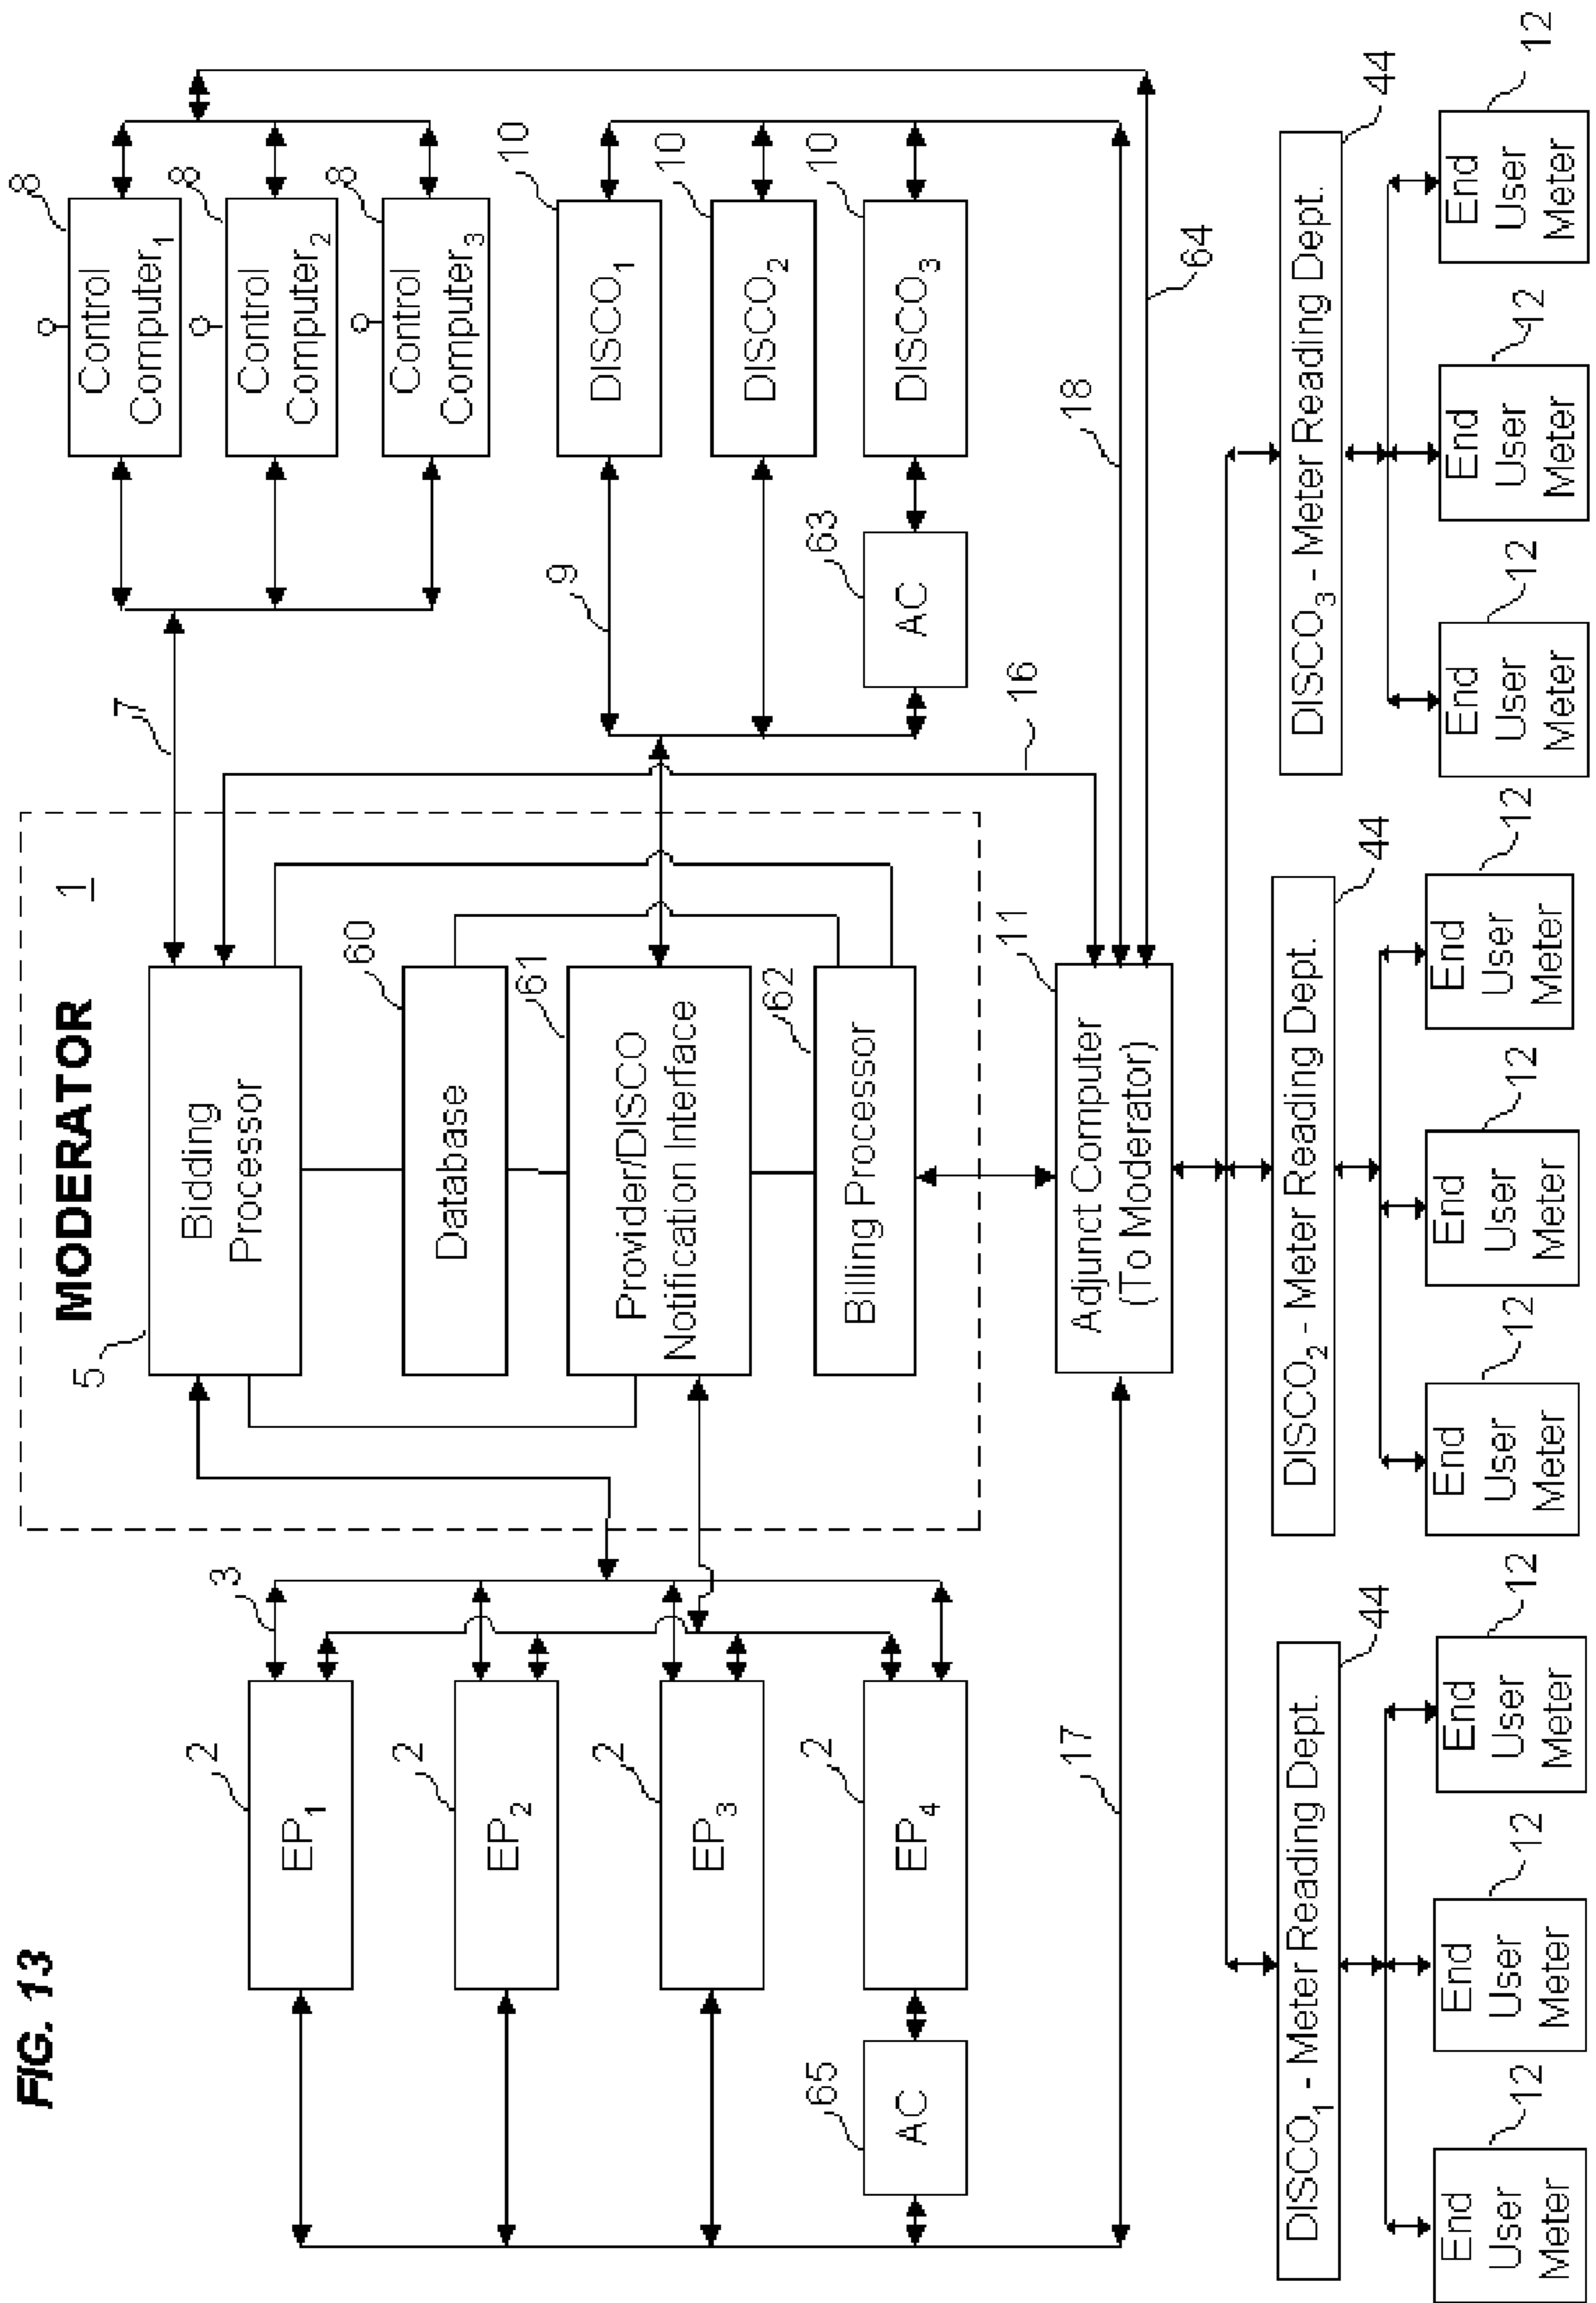 FIG. 13
MODERATOR
1
5
Bidding
Processor
60
Database
61
Provider/DISCO
Notification Interface
62
Billing Processor
3
2
EP1
2
EP2
2
EP3
2
EP4
65
AC
17
7
8
Control
Computer1
8
Control
Computer2
8
Control
Computer3
9
10
DISCO1
10
DISCO2
10
DISCO3
63
AC
16
18
64
11
Adjunct Computer
(To Moderator)
44
DISCO1 - Meter Reading Dept.
44
DISCO2 - Meter Reading Dept.
44
DISCO3 - Meter Reading Dept.
12
End
User
Meter
12
End
User
Meter
12
End
User
Meter
12
End
User
Meter
12
End
User
Meter
12
End
User
Meter
12
End
User
Meter
12
End
User
Meter
12
End
User
Meter